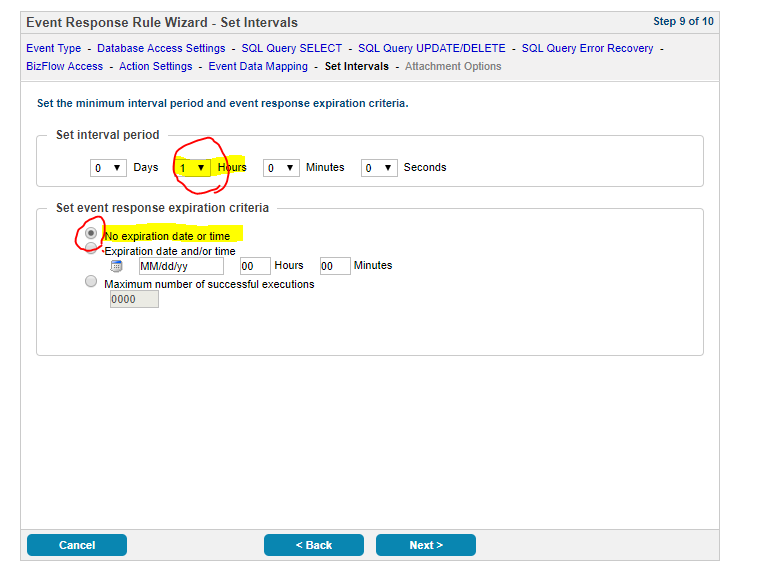 Event Response Rule Wizard - Set Intervals Step 9 of 10
Event Type - Database Access Settings - SQL Query SELECT - SQL Query UPDATE/DELETE - SQL Query Error Recovery -
BizFlow Access - Action Settings - Event Data Mapping - Set Intervals - Attachment Options
Set the minimum interval period and event response expiration criteria.
Set interval period
0 Days 1 Hours 0 Minutes 0 Seconds
Set event response expiration criteria
No expiration date or time
Expiration date and/or time
MM/dd/yy 00 Hours 00 Minutes
Maximum number of successful executions
0000
Cancel < Back Next >